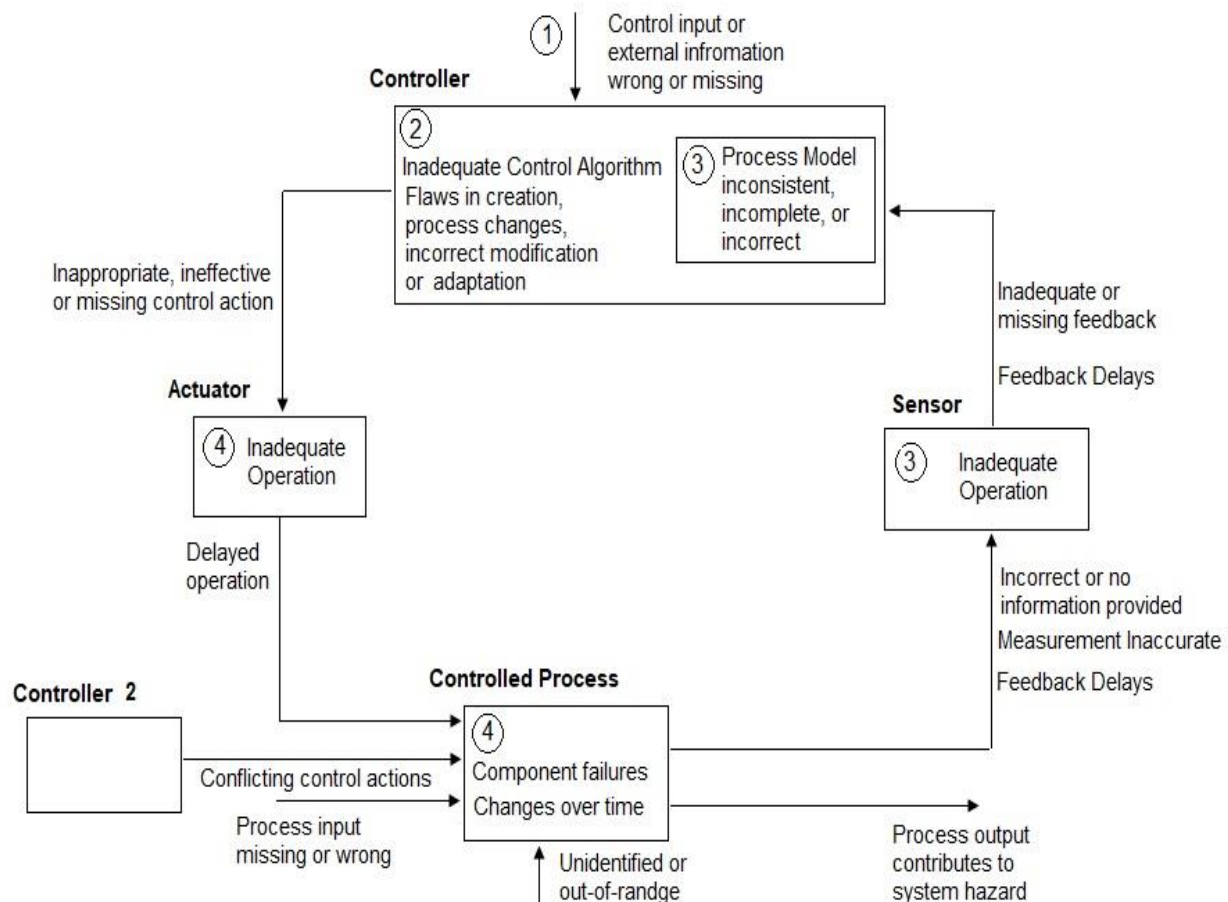 1
Control input or
external infromation
wrong or missing
Controller
2
Inadequate Control Algorithm
Flaws in creation,
process changes,
incorrect modification
or adaptation
3
Process Model
inconsistent,
incomplete, or
incorrect
Inappropriate, ineffective
or missing control action
Inadequate or
missing feedback
Feedback Delays
Actuator
4
Inadequate
Operation
Sensor
3
Inadequate
Operation
Delayed
operation
Incorrect or no
information provided
Measurement Inaccurate
Feedback Delays
Controller 2
Controlled Process
4
Component failures
Changes over time
Conflicting control actions
Process input
missing or wrong
Unidentified or
out-of-randge
Process output
contributes to
system hazard